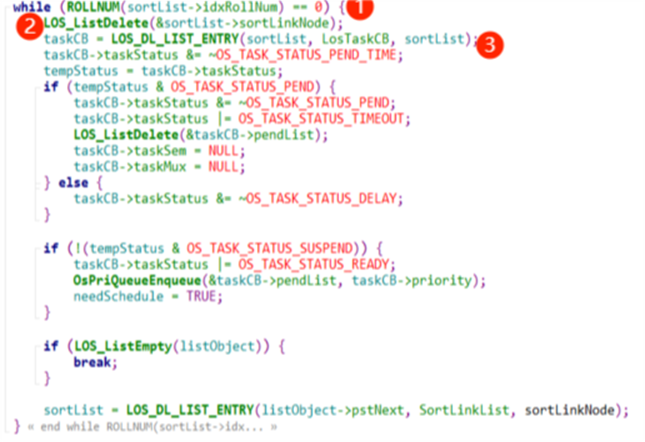 while (ROLLNUM(sortList->idxRollNum) == 0) { 1
2 LOS_ListDelete(&sortList->sortLinkNode);
taskCB = LOS_DL_LIST_ENTRY(sortList, LosTaskCB, sortList); 3
taskCB->taskStatus &= ~OS_TASK_STATUS_PEND_TIME;
tempStatus = taskCB->taskStatus;
if (tempStatus & OS_TASK_STATUS_PEND) {
taskCB->taskStatus &= ~OS_TASK_STATUS_PEND;
taskCB->taskStatus |= OS_TASK_STATUS_TIMEOUT;
LOS_ListDelete(&taskCB->pendList);
taskCB->taskSem = NULL;
taskCB->taskMux = NULL;
} else {
taskCB->taskStatus &= ~OS_TASK_STATUS_DELAY;
}
if (!(tempStatus & OS_TASK_STATUS_SUSPEND)) {
taskCB->taskStatus |= OS_TASK_STATUS_READY;
OsPriQueueEnqueue(&taskCB->pendList, taskCB->priority);
needSchedule = TRUE;
}
if (LOS_ListEmpty(listObject)) {
break;
}
sortList = LOS_DL_LIST_ENTRY(listObject->pstNext, SortLinkList, sortLinkNode);
} « end while ROLLNUM(sortList->idx... »